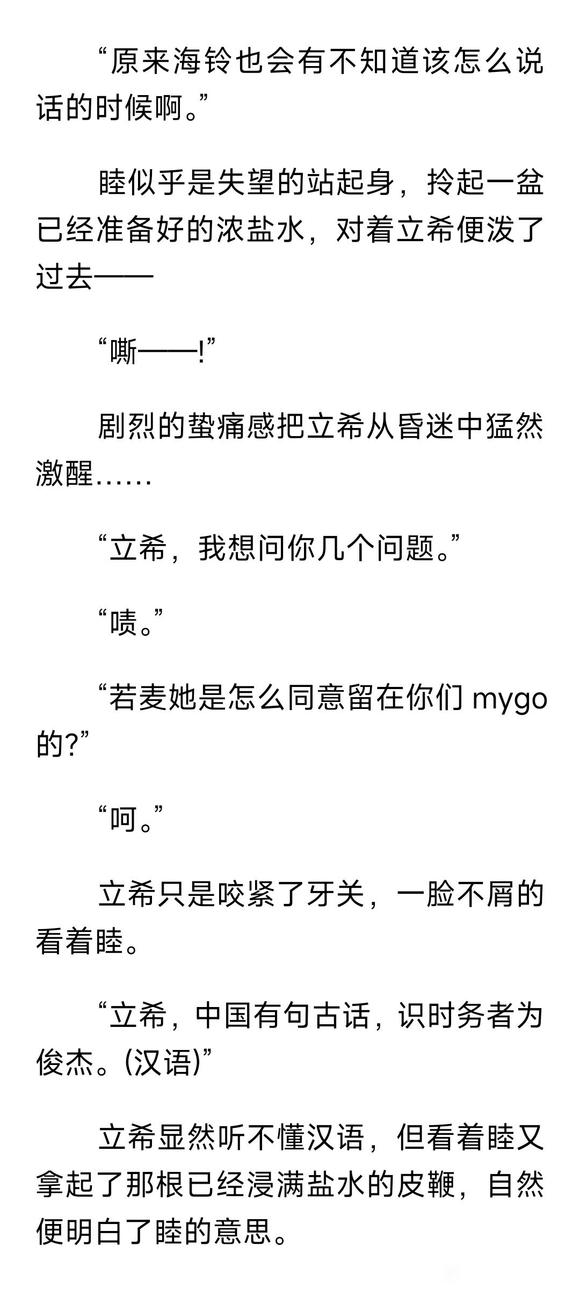 “原来海铃也会有不知道该怎么说
话的时候啊。”
睦似乎是失望的站起身，拎起一盆
已经准备好的浓盐水，对着立希便泼了
过去——
“嘶——!”
剧烈的蛰痛感把立希从昏迷中猛然
激醒……
“立希，我想问你几个问题。”
“啧。”
“若麦她是怎么同意留在你们 mygo
的?”
“呵。”
立希只是咬紧了牙关，一脸不屑的
看着睦。
“立希，中国有句古话，识时务者为
俊杰。(汉语)”
立希显然听不懂汉语，但看着睦又
拿起了那根已经浸满盐水的皮鞭，自然
便明白了睦的意思。